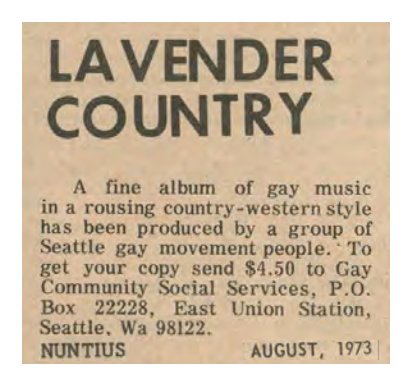 LAVENDER
COUNTRY
A fine album of gay music
in a rousing country-western style
has been produced by a group of
Seattle gay movement people. To
get your copy send $4.50 to Gay
Community Social Services, P.O.
Box 22228, East Union Station,
Seattle, Wa 98122.
NUNTIUS AUGUST, 1973